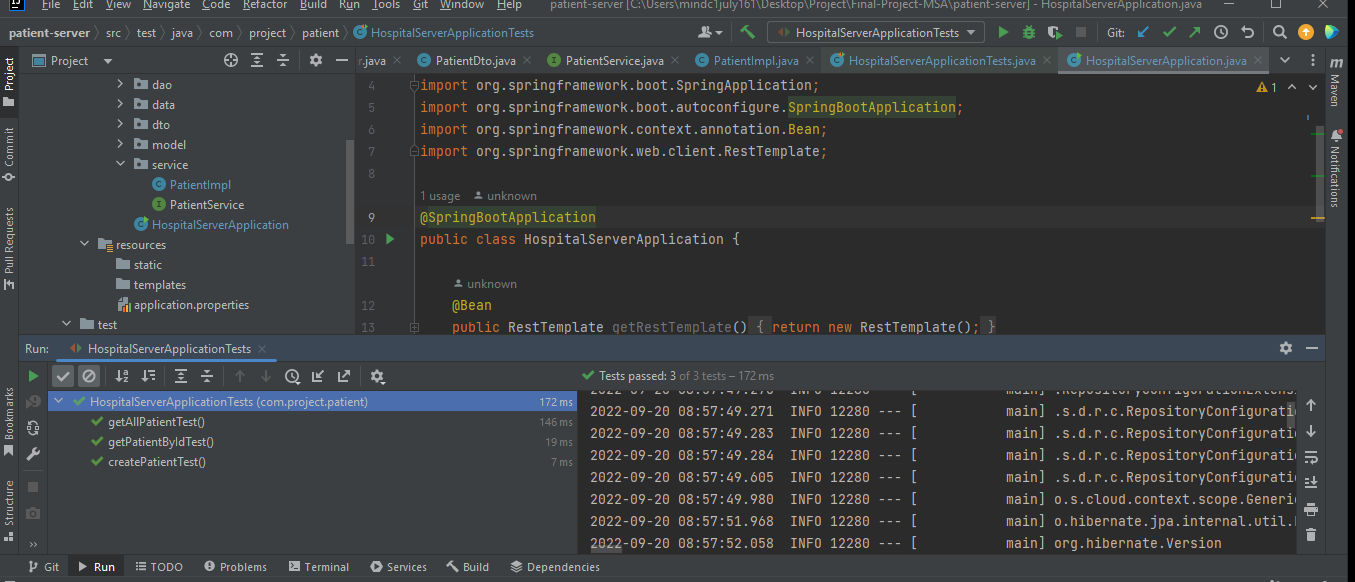 File Edit View Navigate Code Refactor Build Run Tools Git Window Help patient-server [C:\Users\mindc1july161\Desktop\Project\Final-Project-MSA\patient-server] - HospitalServerApplication.java
patient-server > src > test > java > com > project > patient > HospitalServerApplicationTests
HospitalServerApplicationTests
Git:
Project
r.java PatientDto.java PatientService.java PatientImpl.java HospitalServerApplicationTests.java HospitalServerApplication.java
Project
Commit
Pull Requests
Bookmarks
Structure
dao
data
dto
model
service
PatientImpl
PatientService
HospitalServerApplication
resources
static
templates
application.properties
test
4 import org.springframework.boot.SpringApplication;
5 import org.springframework.boot.autoconfigure.SpringBootApplication;
6 import org.springframework.context.annotation.Bean;
7 import org.springframework.web.client.RestTemplate;
8
1 usage unknown
9 @SpringBootApplication
10 public class HospitalServerApplication {
11
unknown
12 @Bean
13 public RestTemplate getRestTemplate() { return new RestTemplate(); }
1
Maven
Notifications
Run: HospitalServerApplicationTests
Tests passed: 3 of 3 tests – 172 ms
HospitalServerApplicationTests (com.project.patient) 172 ms
getAllPatientTest() 146 ms
getPatientByIdTest() 19 ms
createPatientTest() 7 ms
2022-09-20 08:57:49.271 INFO 12280 --- [ main] .s.d.r.c.RepositoryConfigurati
2022-09-20 08:57:49.283 INFO 12280 --- [ main] .s.d.r.c.RepositoryConfigurati
2022-09-20 08:57:49.284 INFO 12280 --- [ main] .s.d.r.c.RepositoryConfigurati
2022-09-20 08:57:49.605 INFO 12280 --- [ main] .s.d.r.c.RepositoryConfigurati
2022-09-20 08:57:49.980 INFO 12280 --- [ main] o.s.cloud.context.scope.Generi
2022-09-20 08:57:51.968 INFO 12280 --- [ main] o.hibernate.jpa.internal.util.
2022-09-20 08:57:52.058 INFO 12280 --- [ main] org.hibernate.Version
Git Run TODO Problems Terminal Services Build Dependencies